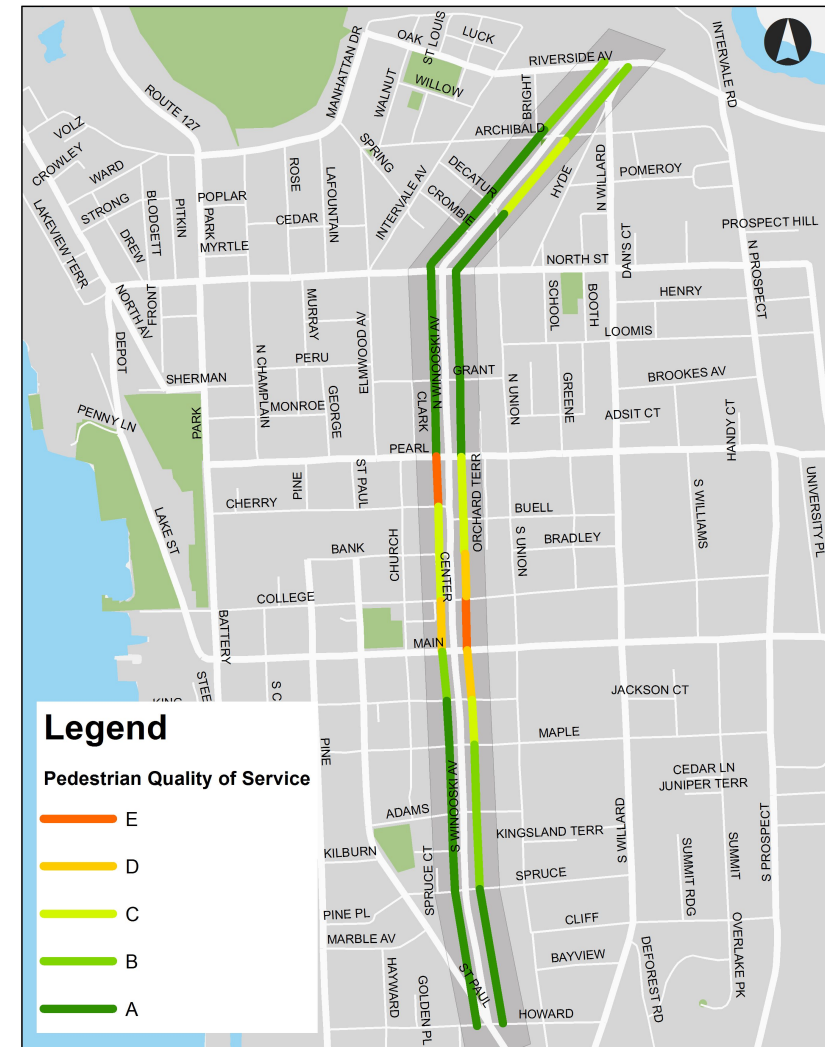 OAK
ST LOUIS
LUCK
MANHATTAN DR
RIVERSIDE AV
INTERVALE RD
ROUTE 127
WALNUT
WILLOW
BRIGHT
VOLZ
ARCHIBALD
CROWLEY
WARD
SPRING
DECATUR
HYDE
N WILLARD
POMEROY
ROSE
LAFOUNTAIN
INTERVALE AV
CROMBIE
STRONG
BLODGETT
PITKIN
POPLAR
PARK
CEDAR
LAKEVIEW TERR
DREW
MYRTLE
PROSPECT HILL
DAN'S CT
N PROSPECT
NORTH ST
NORTH AV
FRONT
MURRAY
ELMWOOD AV
N WINOOSKI AV
SCHOOL
BOOTH
HENRY
DEPOT
LOOMIS
N CHAMPLAIN
PERU
GRANT
SHERMAN
GEORGE
CLARK
N UNION
GREENE
BROOKES AV
MONROE
ADSIT CT
HANDY CT
PENNY LN
PARK
PEARL
ORCHARD TERR
PINE
ST PAUL
CHERRY
BUELL
S WILLIAMS
UNIVERSITY PL
LAKE ST
CHURCH
S UNION
BRADLEY
BANK
CENTER
COLLEGE
BATTERY
MAIN
STEE
S C
KING
JACKSON CT
PINE
MAPLE
CEDAR LN
JUNIPER TERR
S WINOOSKI AV
ADAMS
KINGSLAND TERR
S WILLARD
S PROSPECT
KILBURN
SPRUCE CT
SPRUCE
SUMMIT RDG
SUMMIT
PINE PL
CLIFF
MARBLE AV
OVERLAKE PK
BAYVIEW
DEFOREST RD
HAYWARD
GOLDEN PL
ST PAUL
HOWARD
Legend
Pedestrian Quality of Service
E
D
C
B
A